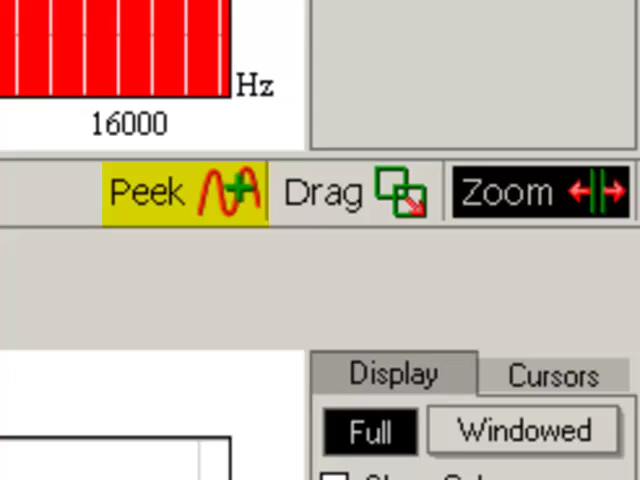 Hz
16000
Peek Drag Zoom
Display Cursors
Full Windowed